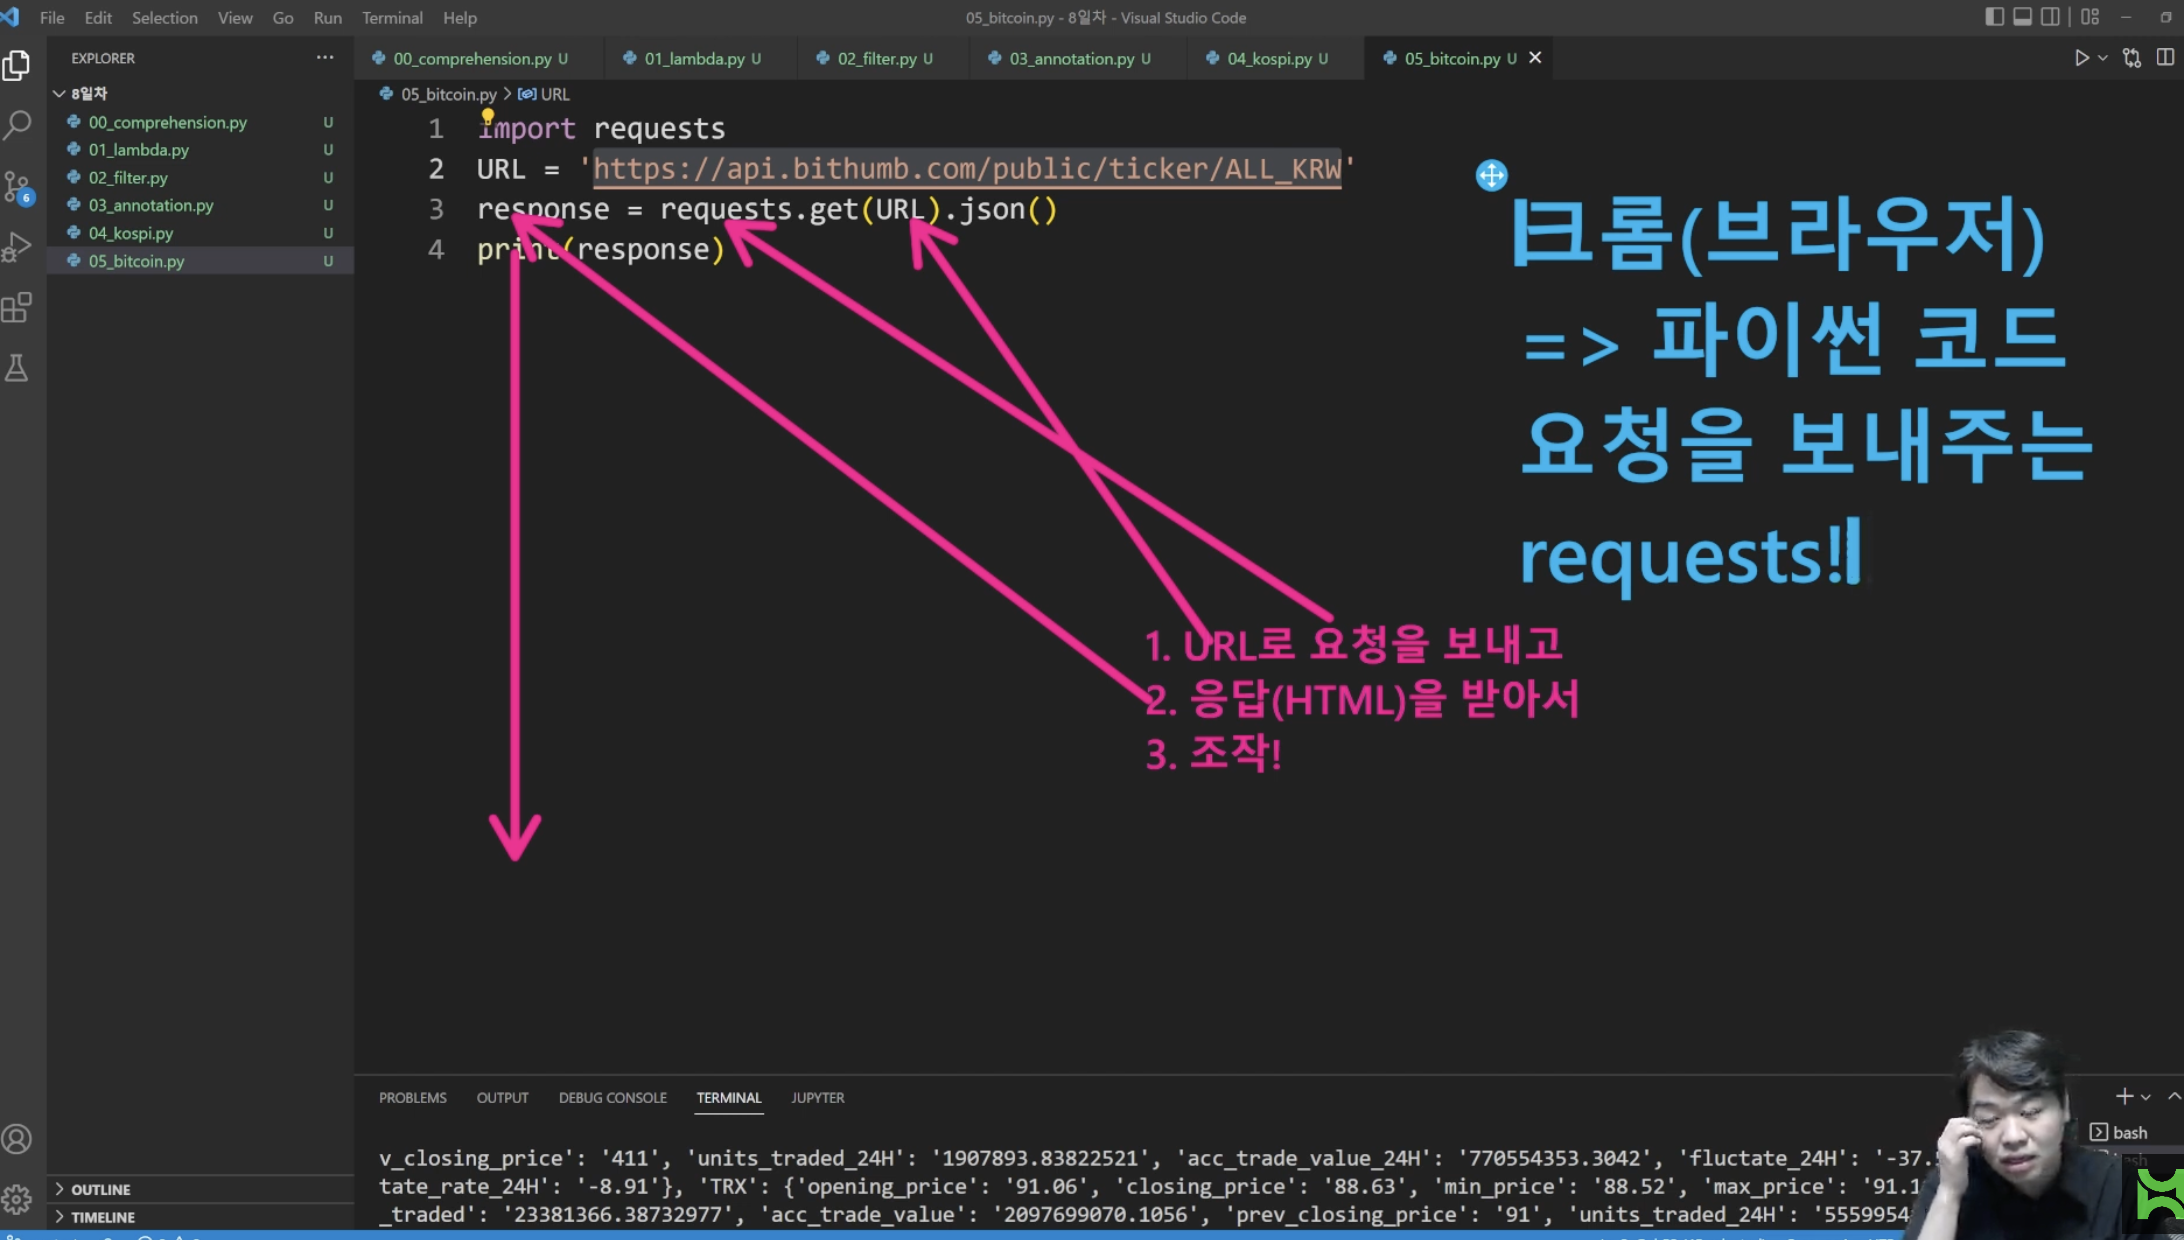 File Edit Selection View Go Run Terminal Help
05_bitcoin.py - 8일차 - Visual Studio Code
EXPLORER
8일차
00_comprehension.py U
01_lambda.py U
02_filter.py U
03_annotation.py U
04_kospi.py U
05_bitcoin.py U
6
OUTLINE
TIMELINE
00_comprehension.py U 01_lambda.py U 02_filter.py U 03_annotation.py U 04_kospi.py U 05_bitcoin.py U
05_bitcoin.py > URL
1 import requests
2 URL = 'https://api.bithumb.com/public/ticker/ALL_KRW'
3 response = requests.get(URL).json()
4 print(response)
크롬(브라우저)
=> 파이썬 코드
요청을 보내주는
requests!
1. URL로 요청을 보내고
2. 응답(HTML)을 받아서
3. 조작!
PROBLEMS OUTPUT DEBUG CONSOLE TERMINAL JUPYTER
bash
v_closing_price': '411', 'units_traded_24H': '1907893.83822521', 'acc_trade_value_24H': '770554353.3042', 'fluctate_24H': '-37.
tate_rate_24H': '-8.91'}, 'TRX': {'opening_price': '91.06', 'closing_price': '88.63', 'min_price': '88.52', 'max_price': '91.1
_traded': '23381366.38732977', 'acc_trade_value': '2097699070.1056', 'prev_closing_price': '91', 'units_traded_24H': '5559954